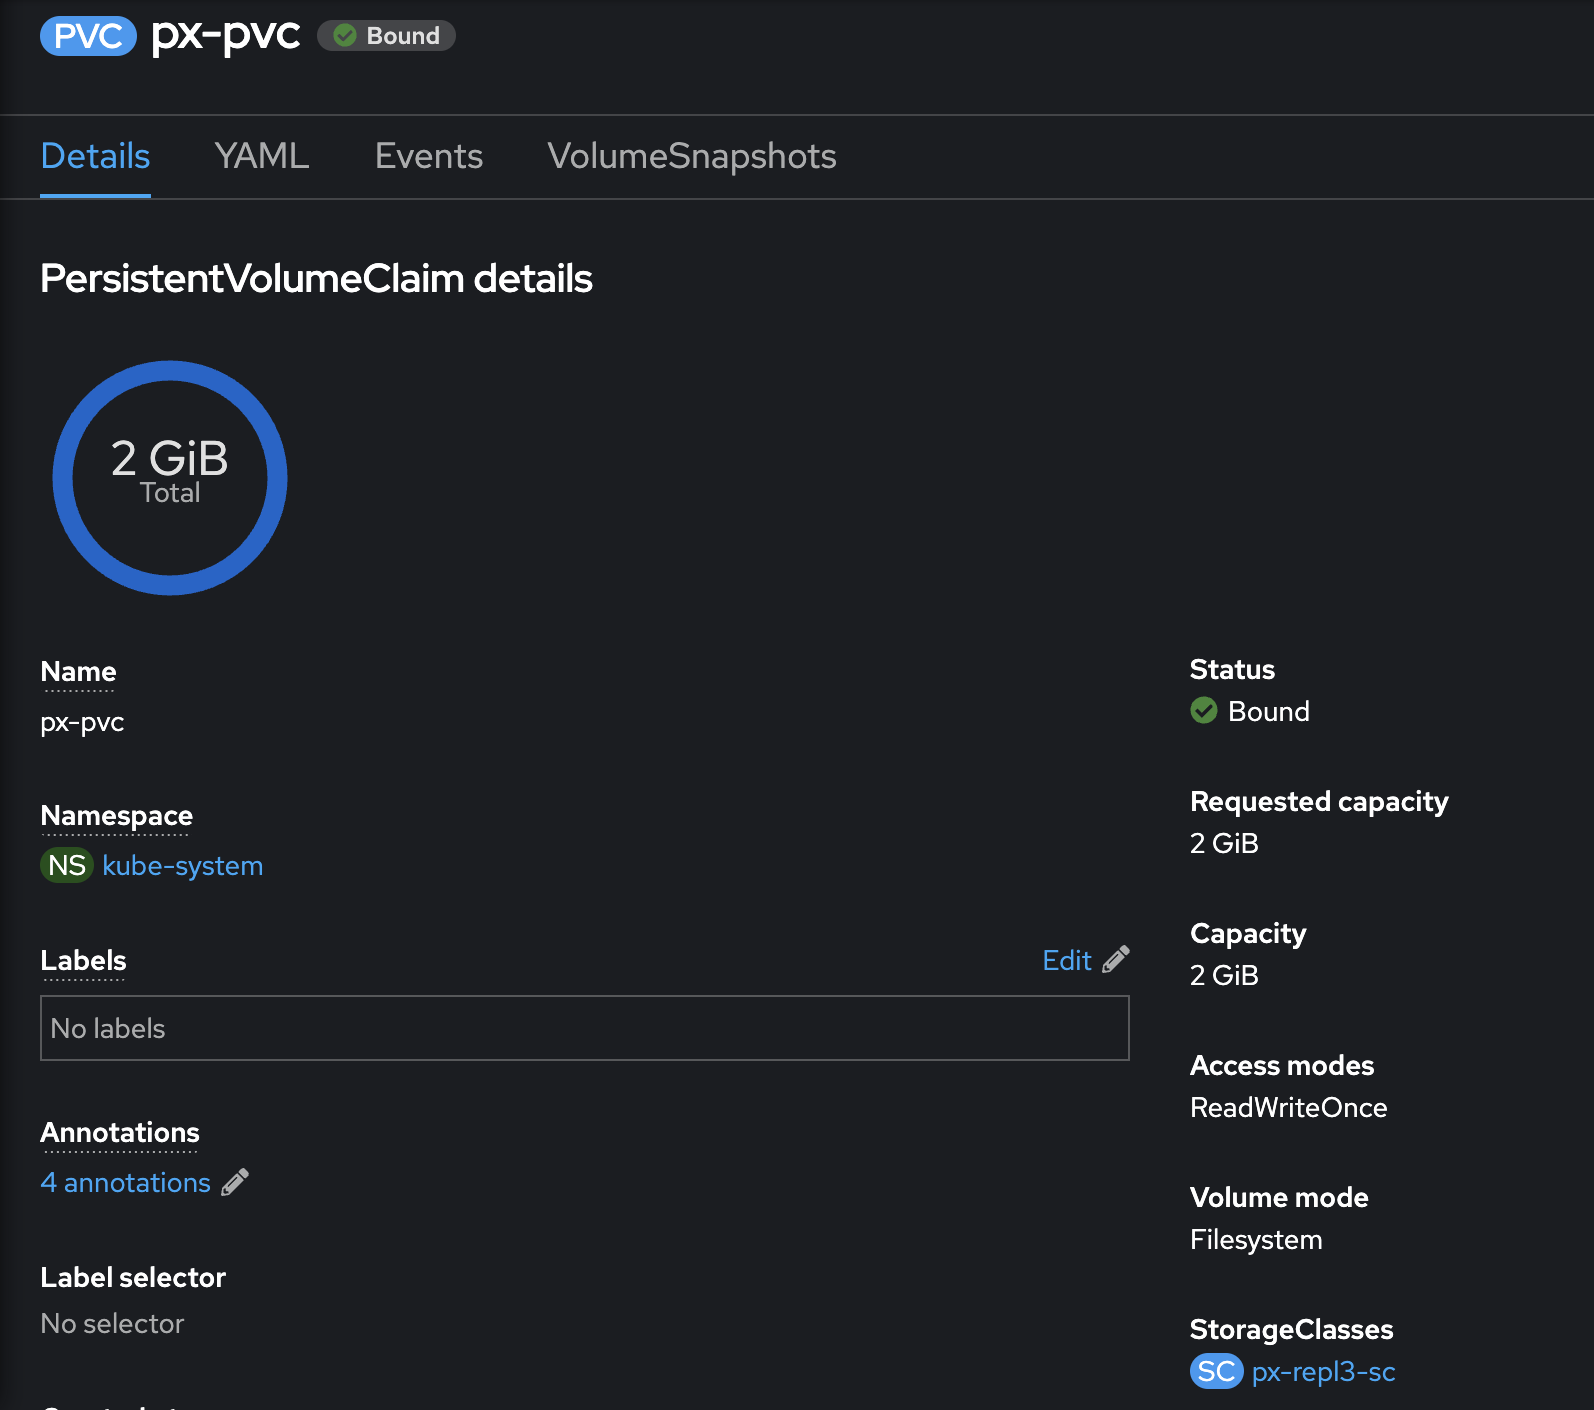 PVC px-pvc Bound
Details YAML Events VolumeSnapshots
PersistentVolumeClaim details
2 GiB
Total
Name
px-pvc
Namespace
NS kube-system
Labels Edit
No labels
Annotations
4 annotations
Label selector
No selector
Status
Bound
Requested capacity
2 GiB
Capacity
2 GiB
Access modes
ReadWriteOnce
Volume mode
Filesystem
StorageClasses
SC px-repl3-sc